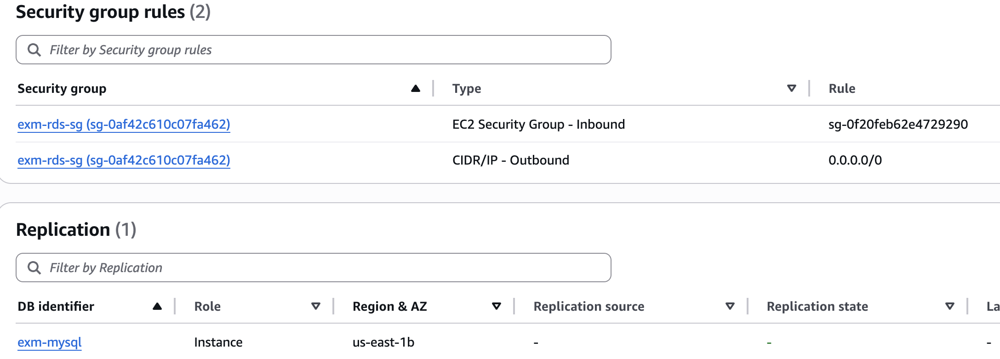 Security group rules (2)
Filter by Security group rules
Security group Type Rule
exm-rds-sg (sg-0af42c610c07fa462) EC2 Security Group - Inbound sg-0f20feb62e4729290
exm-rds-sg (sg-0af42c610c07fa462) CIDR/IP - Outbound 0.0.0.0/0
Replication (1)
Filter by Replication
DB identifier Role Region & AZ Replication source Replication state La
exm-mysql Instance us-east-1b - - -